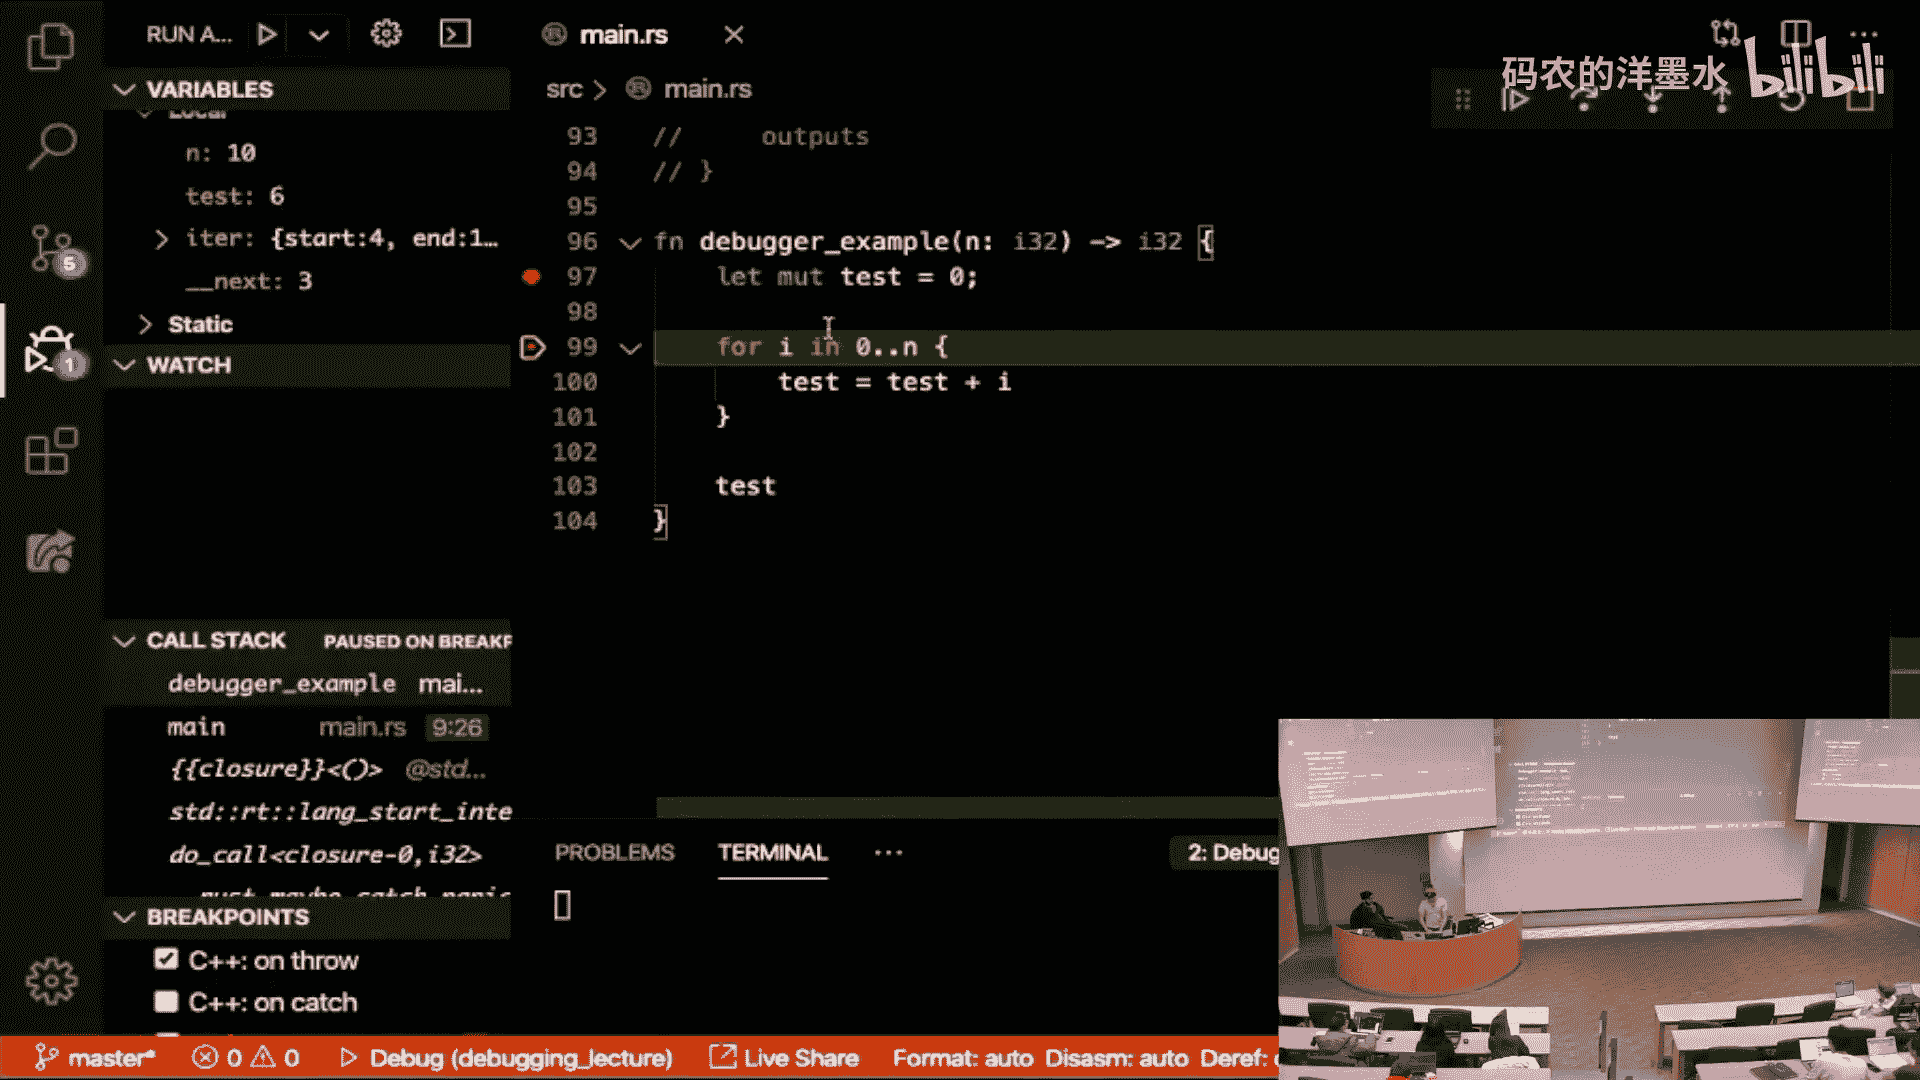 RUN A...
main.rs
码农的洋墨水 bilibili
VARIABLES
Local
n: 10
test: 6
iter: {start:4, end:1...
__next: 3
Static
WATCH
src > main.rs
93 // outputs
94 // }
95
96 fn debugger_example(n: i32) -> i32 {
97 let mut test = 0;
98
99 for i in 0..n {
100 test = test + i
101 }
102
103 test
104 }
5
1
CALL STACK PAUSED ON BREAKP
debugger_example mai...
main main.rs 9:26
{{closure}}<()> @std...
std::rt::lang_start_inte
do_call<closure-0,i32>
BREAKPOINTS
C++: on throw
C++: on catch
PROBLEMS TERMINAL ...
2: Debug
master* 0 0 Debug (debugging_lecture) Live Share Format: auto Disasm: auto Deref: